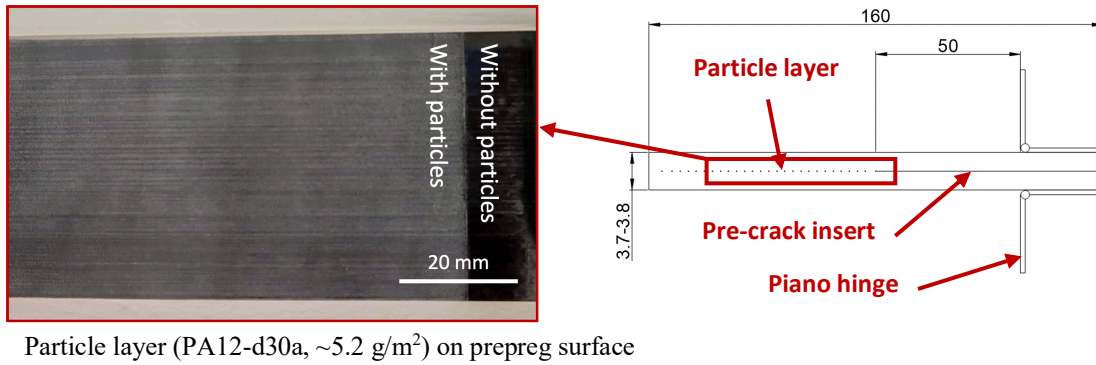 With particles
Without particles
20 mm
160
50
Particle layer
3.7-3.8
Pre-crack insert
Piano hinge
Particle layer (PA12-d30a, ~5.2 g/m²) on prepreg surface